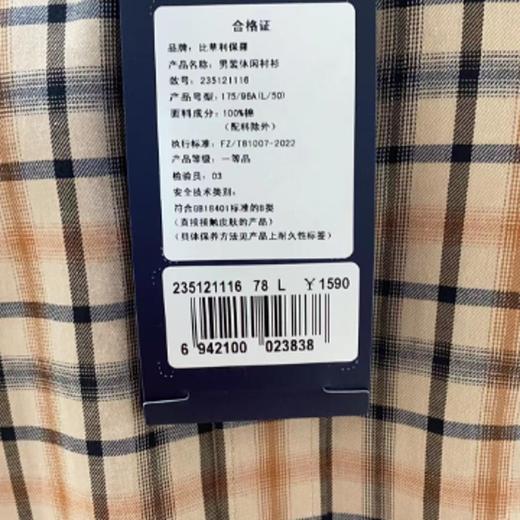 合格证
品牌：比华利保罗
产品名称：男装休闲衬衫
款号：235121116
产品号型：175/96A(L/50)
面料成分：100%棉
（配料除外）
执行标准：FZ/T81007-2022
产品等级：一等品
检验员：03
安全技术类别：
符合GB18401标准的B类
（直接接触皮肤的产品）
（具体保养方法见产品上耐久性标签）
235121116 78 L ￥1590
6 942100 023838